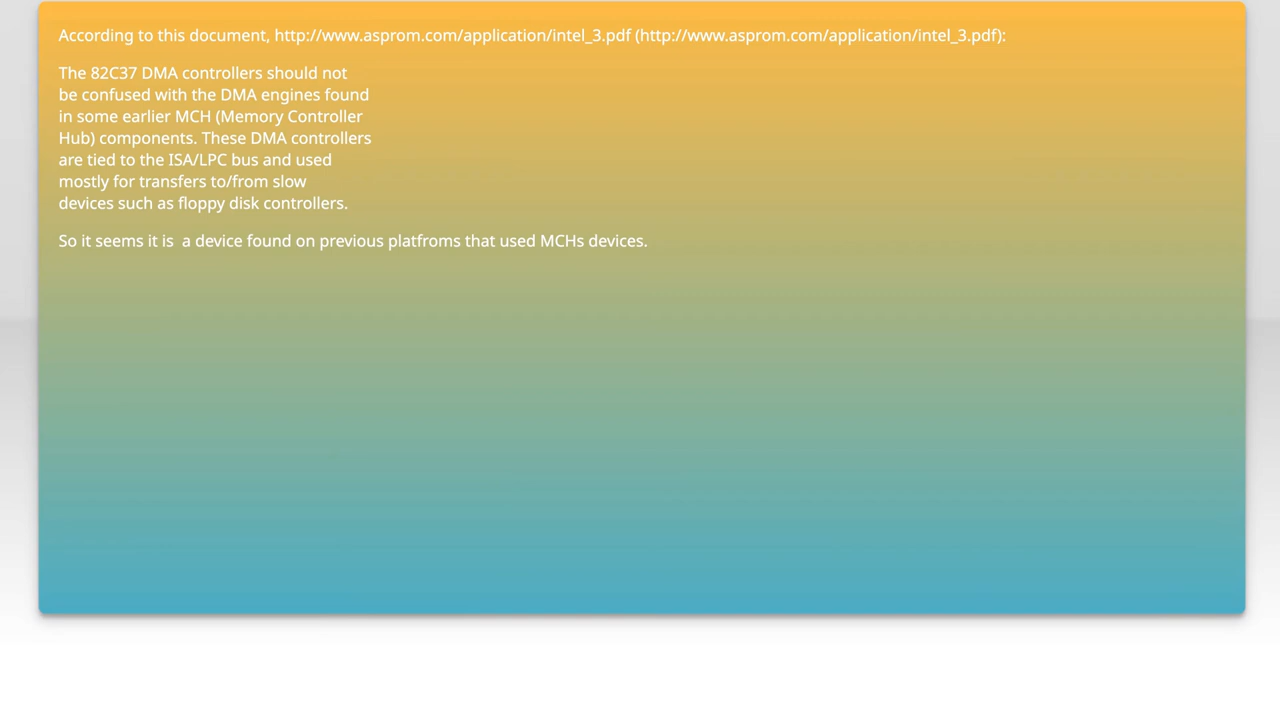 According to this document, http://www.asprom.com/application/intel_3.pdf (http://www.asprom.com/application/intel_3.pdf):
The 82C37 DMA controllers should not
be confused with the DMA engines found
in some earlier MCH (Memory Controller
Hub) components. These DMA controllers
are tied to the ISA/LPC bus and used
mostly for transfers to/from slow
devices such as floppy disk controllers.
So it seems it is  a device found on previous platfroms that used MCHs devices.